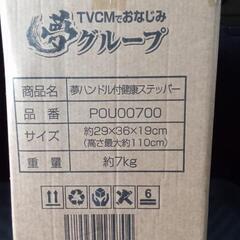 TVCMでおなじみ
夢グループ
商品名 夢ハンドル付健康ステッパー
品番 POU00700
サイズ 約29×36×19cm
(高さ最大約110cm)
重量 約7kg
6